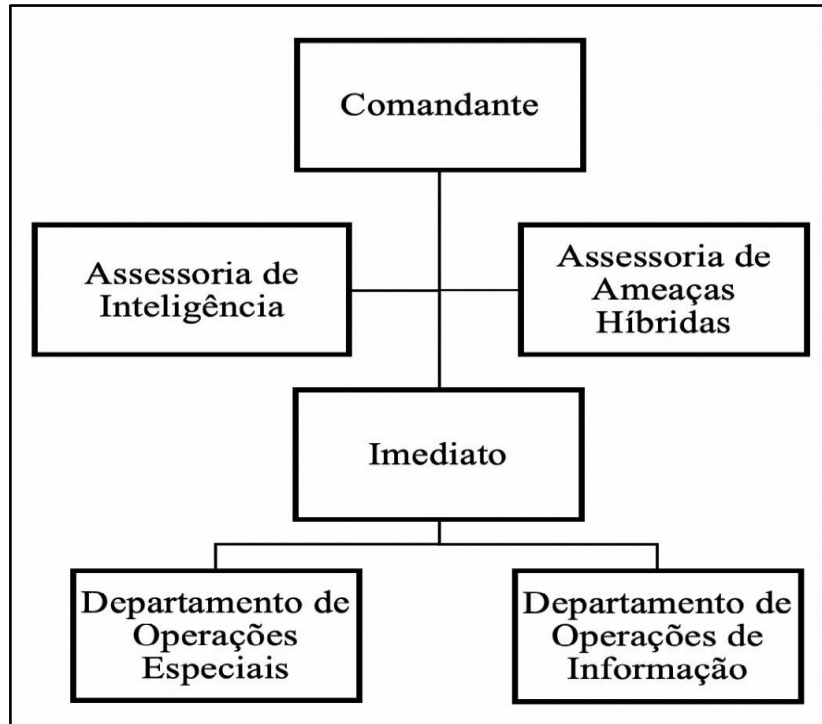 Comandante
Assessoria de
Inteligência
Assessoria de
Ameaças
Híbridas
Imediato
Departamento de
Operações
Especiais
Departamento de
Operações de
Informação